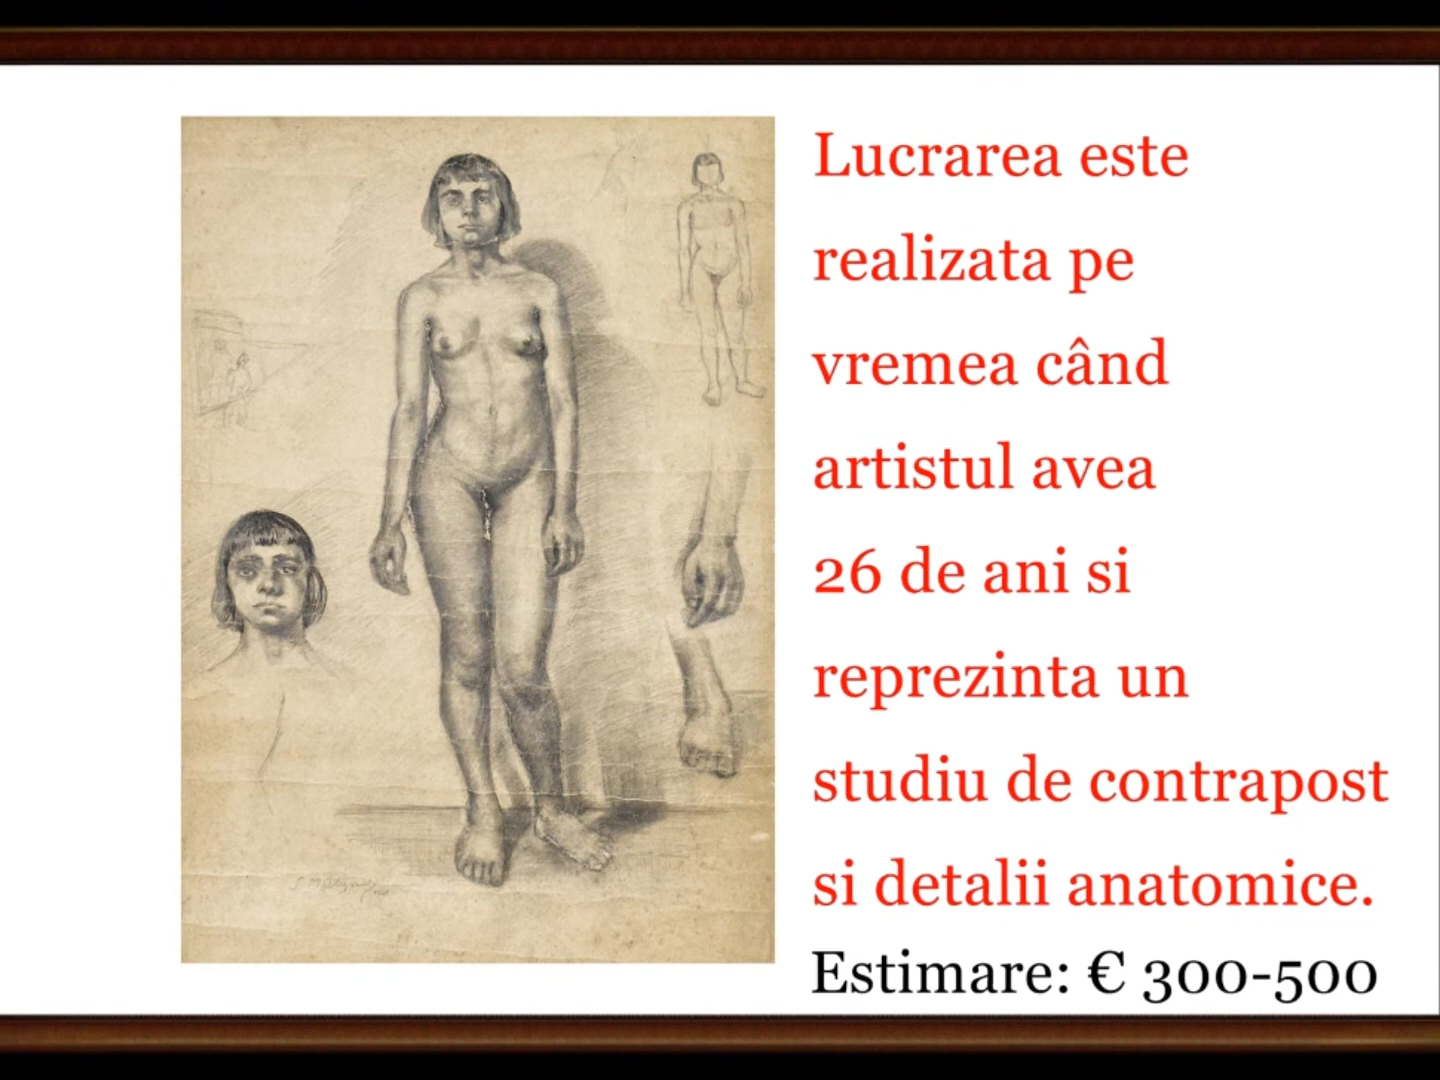 Lucrarea este
realizata pe
vremea când
artistul avea
26 de ani si
reprezinta un
studiu de contrapost
si detalii anatomice.
Estimare: € 300-500